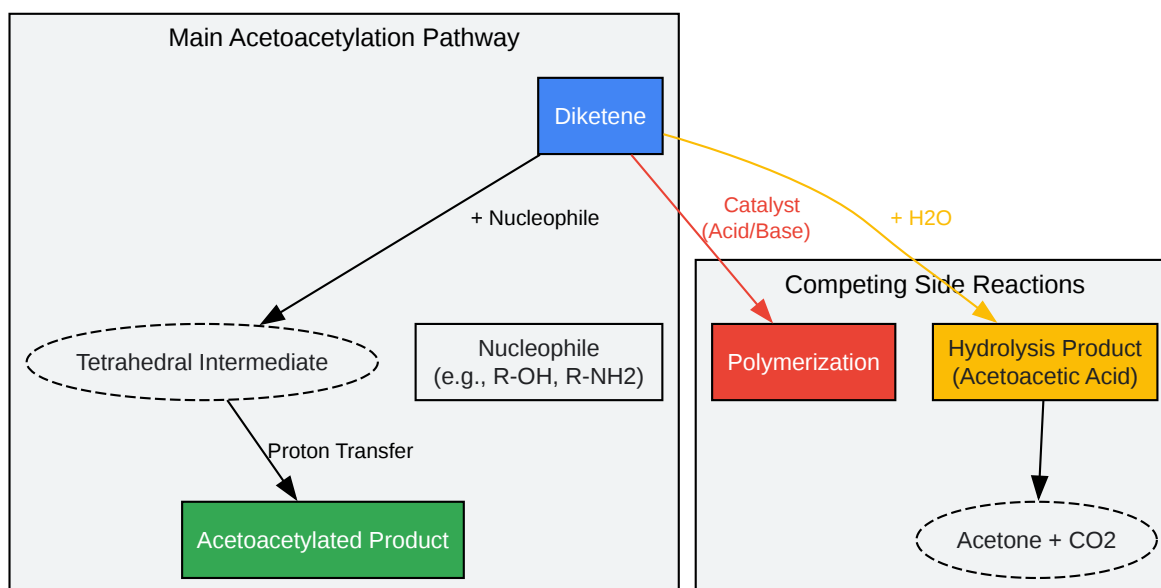 Main Acetoacetylation Pathway
Diketene
+ Nucleophile
Catalyst
(Acid/Base)
+ H2O
Competing Side Reactions
Tetrahedral Intermediate
Nucleophile
(e.g., R-OH, R-NH2)
Polymerization
Hydrolysis Product
(Acetoacetic Acid)
Proton Transfer
Acetoacetylated Product
Acetone + CO2